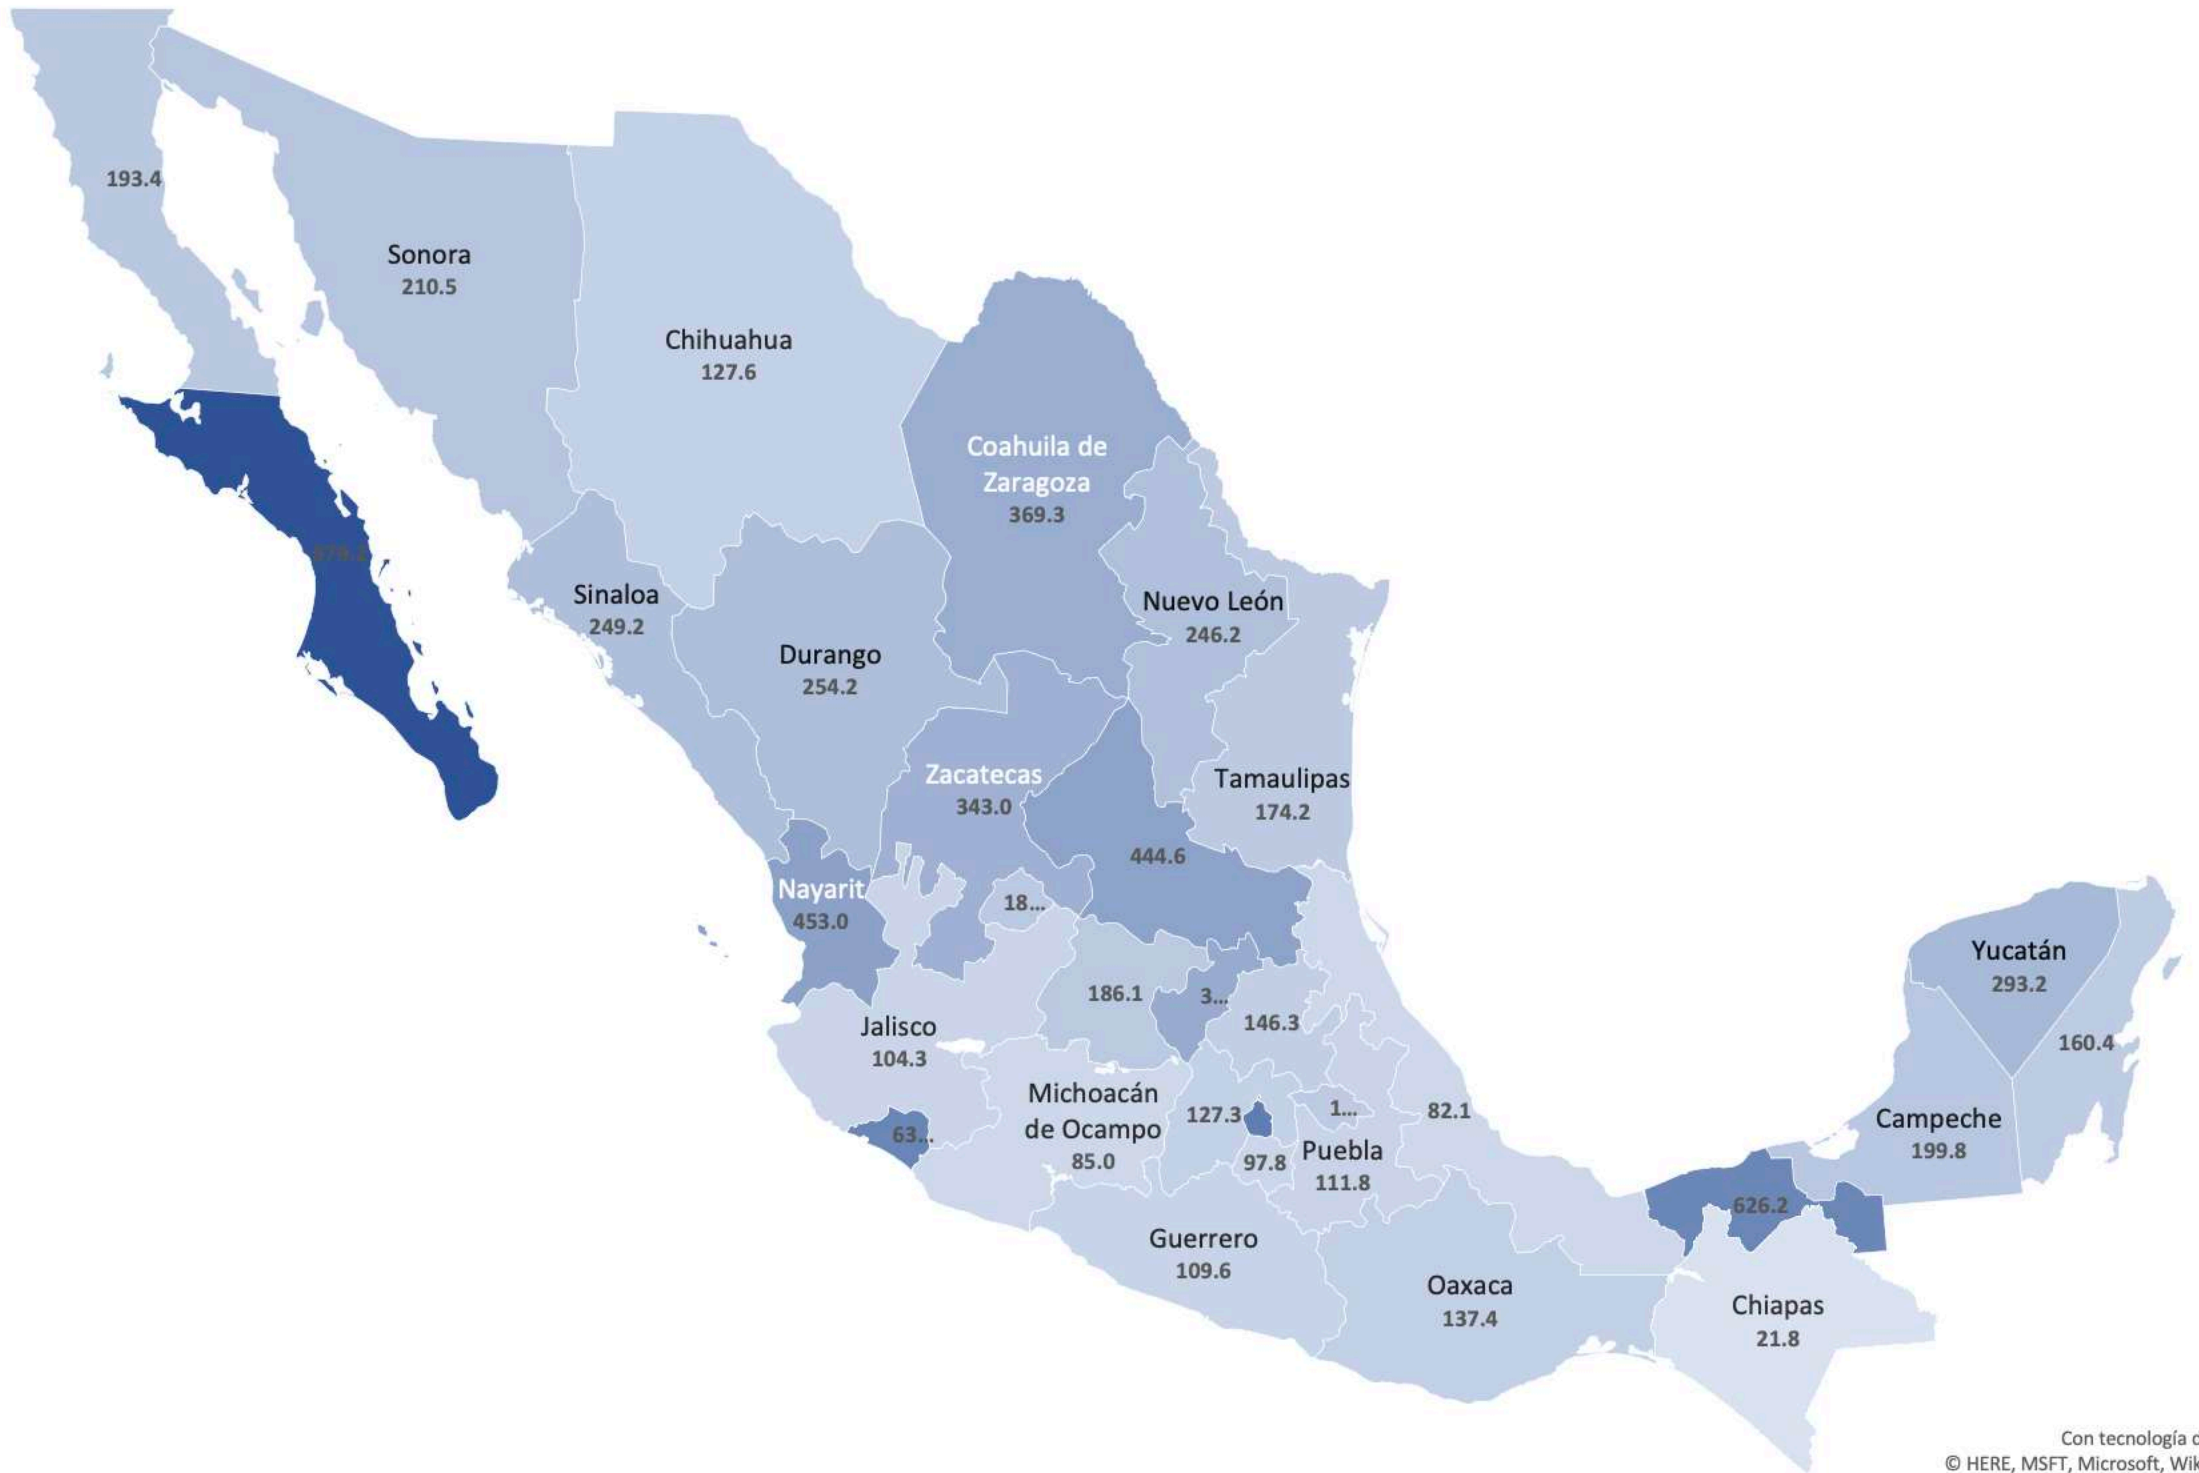 193.4
Sonora
210.5
Chihuahua
127.6
Coahuila de
Zaragoza
369.3
Sinaloa
249.2
Nuevo León
246.2
Durango
254.2
Zacatecas
343.0
Tamaulipas
174.2
444.6
Nayarit
453.0
18...
186.1
3...
146.3
Jalisco
104.3
Michoacán
de Ocampo
85.0
63...
127.3
1...
82.1
97.8
Puebla
111.8
Guerrero
109.6
Oaxaca
137.4
Yucatán
293.2
160.4
Campeche
199.8
626.2
Chiapas
21.8
Con tecnología d
© HERE, MSFT, Microsoft, Wik